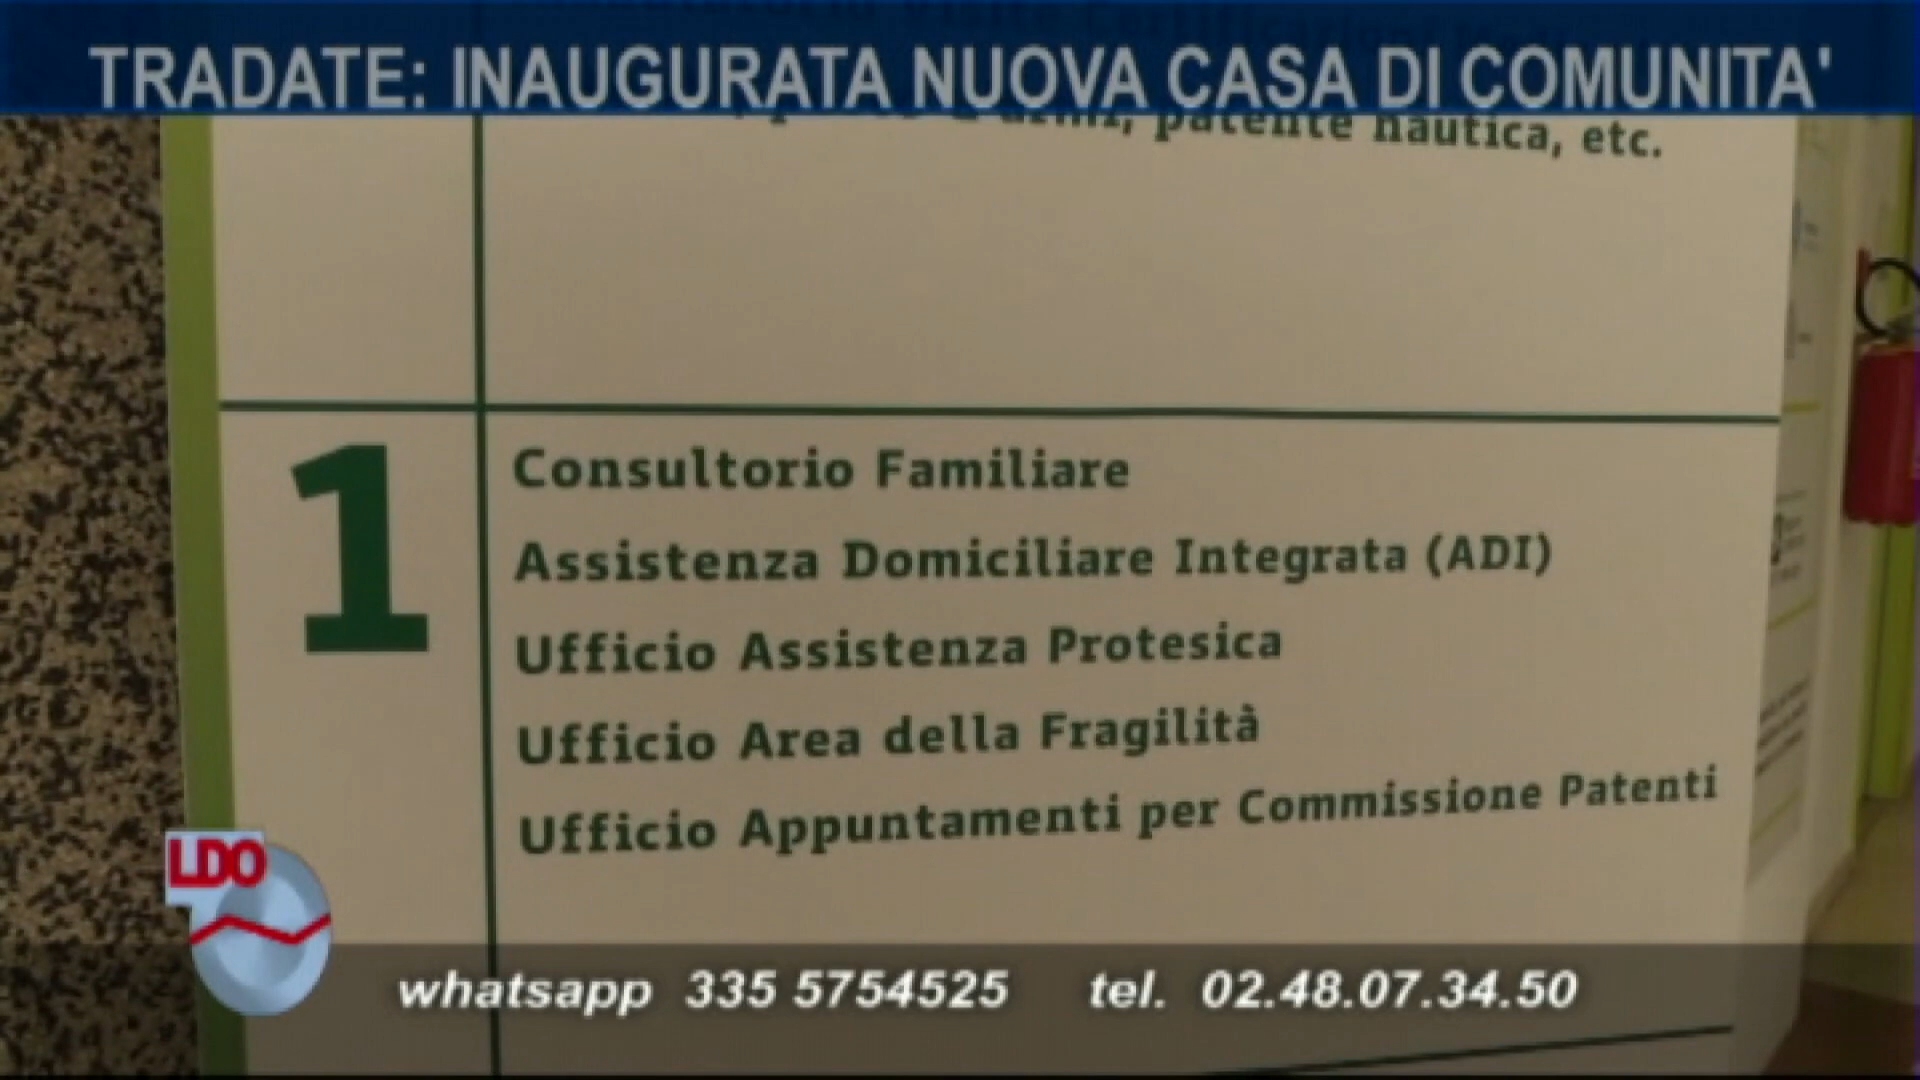 TRADATE: INAUGURATA NUOVA CASA DI COMUNITA'
patente nautica, etc.
1
Consultorio Familiare
Assistenza Domiciliare Integrata (ADI)
Ufficio Assistenza Protesica
Ufficio Area della Fragilità
Ufficio Appuntamenti per Commissione Patenti
LDO
whatsapp 335 5754525 tel. 02.48.07.34.50